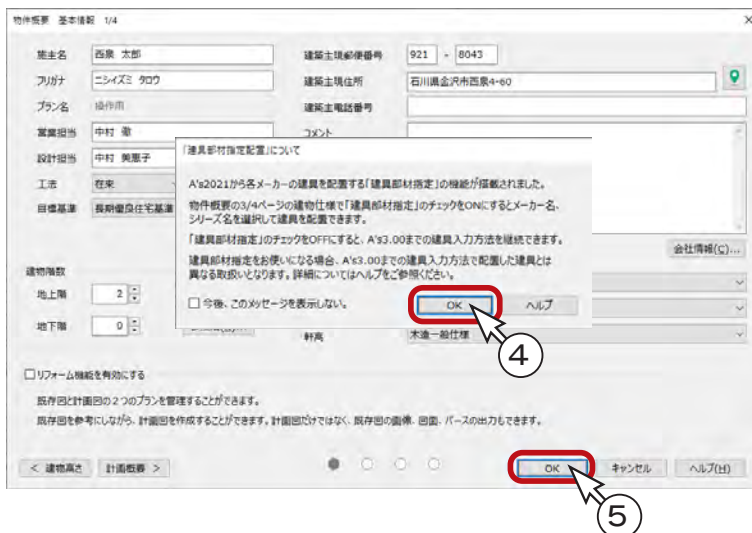 物件概要 基本情報 1/4
施主名 西泉 太郎 建築主現郵便番号 921 - 8043
フリガナ ニシイズミ タロウ 建築主現住所 石川県金沢市西泉4-60
プラン名 操作用 建築主電話番号
営業担当 中村 徹 コメント
設計担当 中村 美恵子
工法 在来
目標基準 長期優良住宅基準
「建具部材指定配置」について
A's2021から各メーカーの建具を配置する「建具部材指定」の機能が搭載されました。
物件概要の3/4ページの建物仕様で「建具部材指定」のチェックをONにするとメーカー名、
シリーズ名を選択して建具を配置できます。
「建具部材指定」のチェックをOFFにすると、A's3.00までの建具入力方法を継続できます。
建具部材指定をお使いになる場合、A's3.00までの建具入力方法で配置した建具とは
異なる取扱いとなります。詳細についてはヘルプをご参照ください。
今後、このメッセージを表示しない。 OK ヘルプ
④
会社情報(C)...
建物階数
地上階 2
地下階 0
軒高 木造一般仕様
リフォーム機能を有効にする
既存図と計画図の2つのプランを管理することができます。
既存図を参考にしながら、計画図を作成することができます。計画図だけではなく、既存図の画像、図面、パースの出力もできます。
< 建物高さ 計画概要 > OK キャンセル ヘルプ(H)
⑤